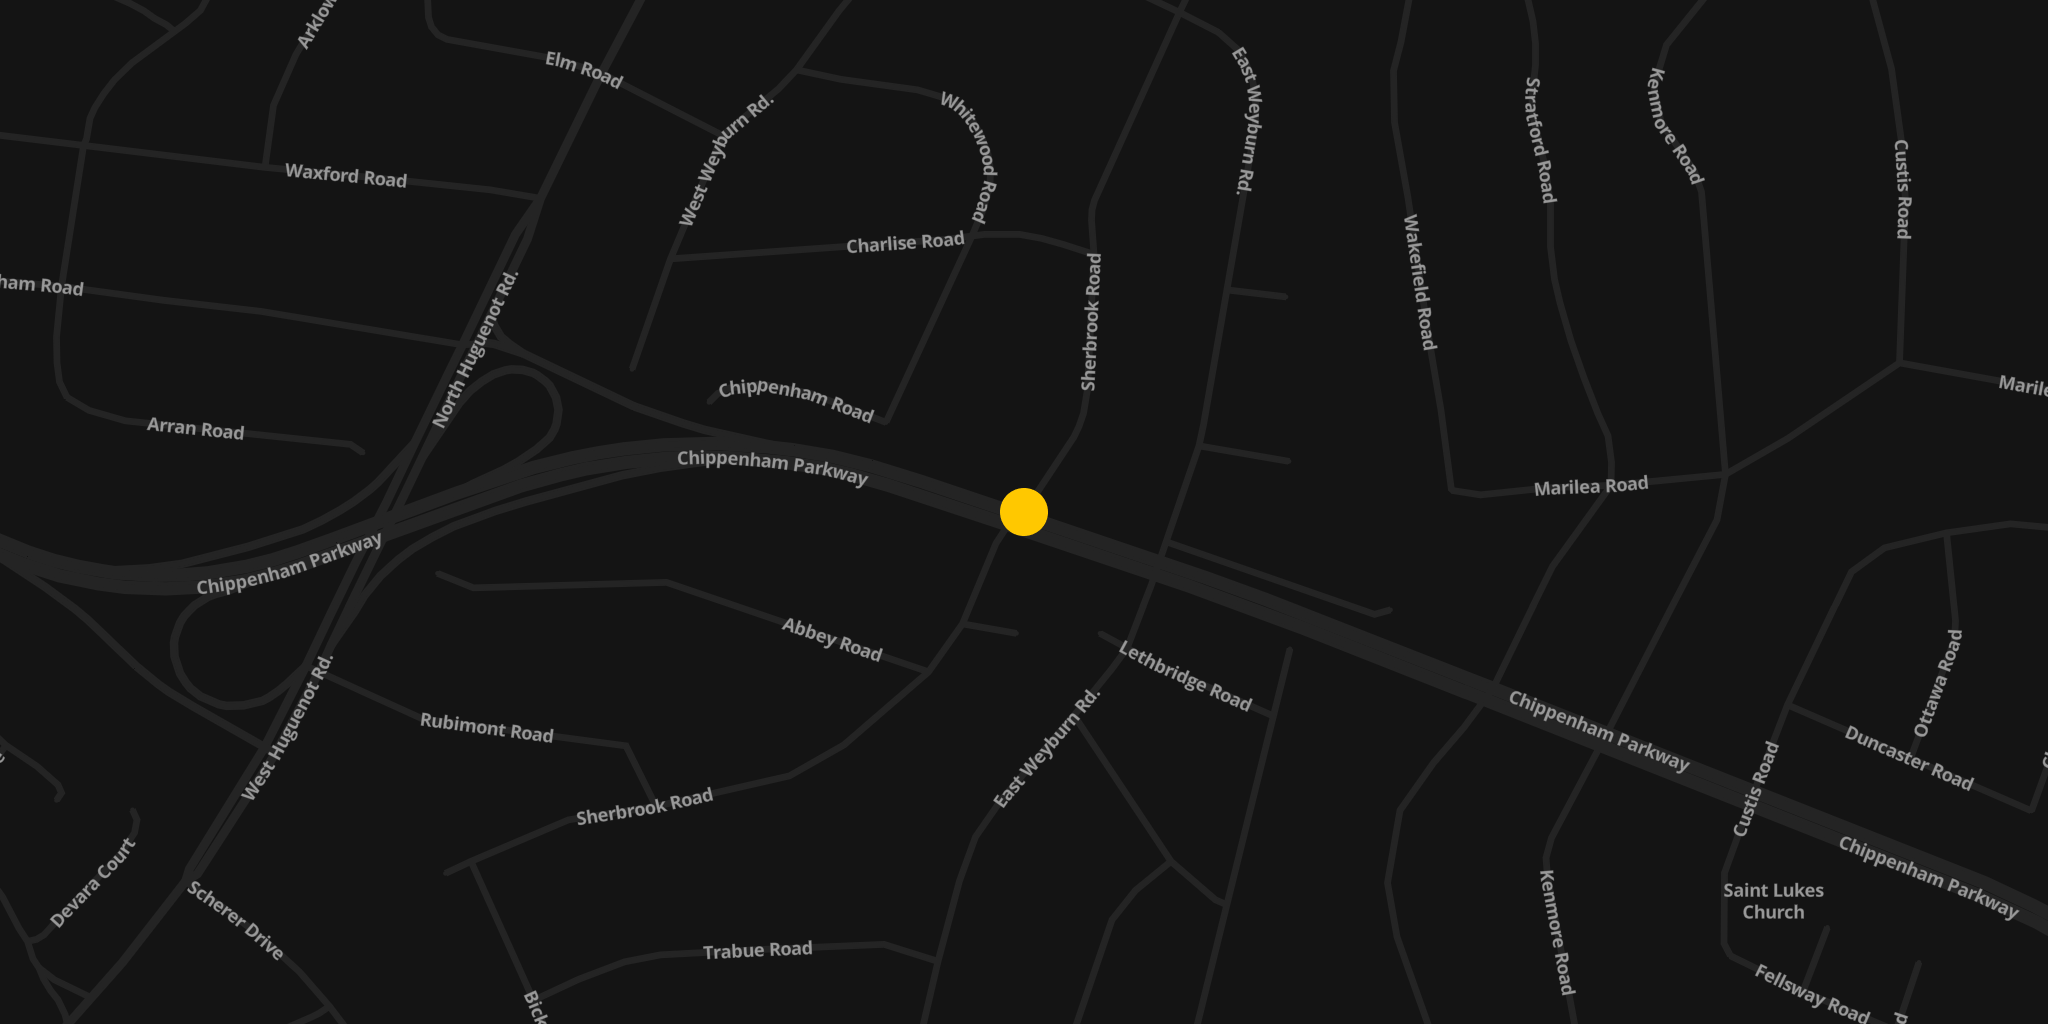 Arklow
Elm Road
West Weyburn Rd.
Whitewood Road
East Weyburn Rd.
Stratford Road
Kenmore Road
Custis Road
Waxford Road
Charlise Road
Wakefield Road
Sherbrook Road
ham Road
North Huguenot Rd.
Chippenham Road
Marile
Arran Road
Chippenham Parkway
Marilea Road
Chippenham Parkway
Abbey Road
Lethbridge Road
Ottawa Road
West Huguenot Rd.
Rubimont Road
East Weyburn Rd.
Chippenham Parkway
Duncaster Road
Custis Road
Sherbrook Road
Devara Court
Chippenham Parkway
Scherer Drive
Saint Lukes
Church
Kenmore Road
Trabue Road
Fellsway Road
Bick